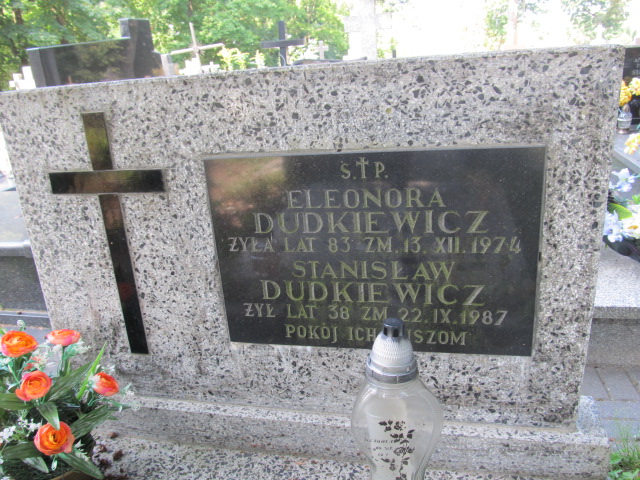 Ś.†P.
ELEONORA
DUDKIEWICZ
ŻYŁA LAT 83 ZM. 13. XII. 1974
STANISŁAW
DUDKIEWICZ
ŻYŁ LAT 38 ZM. 22. IX. 1987
POKÓJ ICH DUSZOM